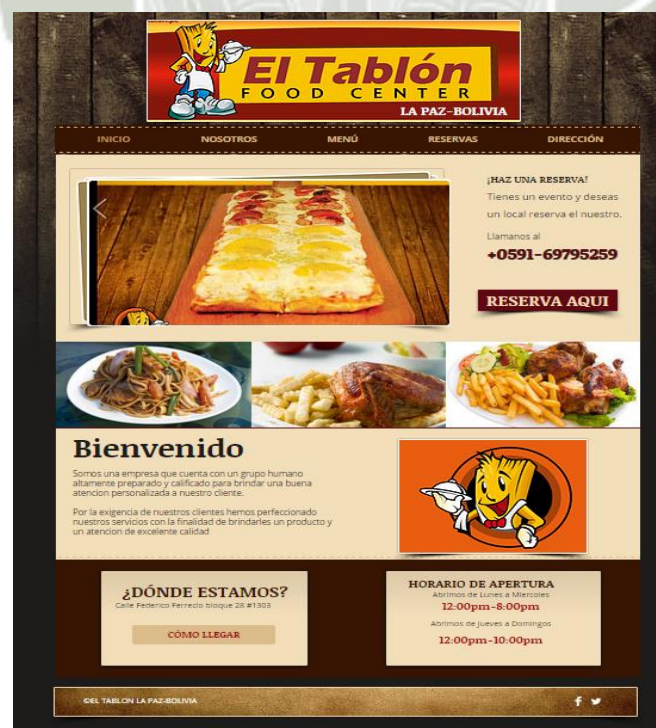 El Tablón
FOOD CENTER
LA PAZ-BOLIVIA
INICIO NOSOTROS MENÚ RESERVAS DIRECCIÓN
¡HAZ UNA RESERVA!
Tienes un evento y deseas
un local reserva el nuestro.
Llamanos al
+0591-69795259
RESERVA AQUI
Bienvenido
Somos una empresa que cuenta con un grupo humano
altamente preparado y calificado para brindar una buena
atencion personalizada a nuestro cliente.
Por la exigencia de nuestros clientes hemos perfeccionado
nuestros servicios con la finalidad de brindarles un producto y
un atencion de excelente calidad
¿DÓNDE ESTAMOS?
Calle Federico Ferrecio bloque 28 #1303
CÓMO LLEGAR
HORARIO DE APERTURA
Abrimos de Lunes a Miercoles
12:00pm-8:00pm
Abrimos de Jueves a Domingos
12:00pm-10:00pm
©EL TABLON LA PAZ-BOLIVIA